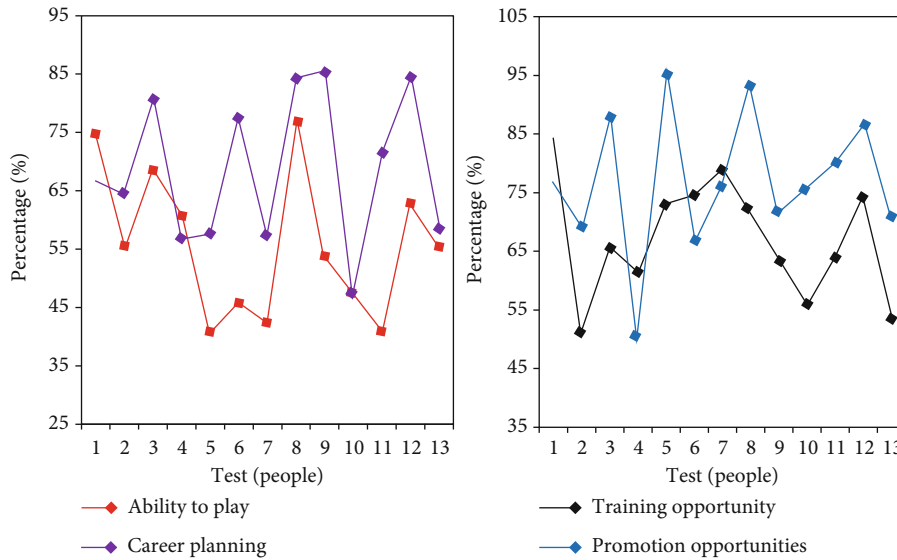 95
85
75
65
55
45
35
25
Percentage (%)
1 2 3 4 5 6 7 8 9 10 11 12 13
Test (people)
Ability to play
Career planning
105
95
85
75
65
55
45
35
Percentage (%)
1 2 3 4 5 6 7 8 9 10 11 12 13
Test (people)
Training opportunity
Promotion opportunities